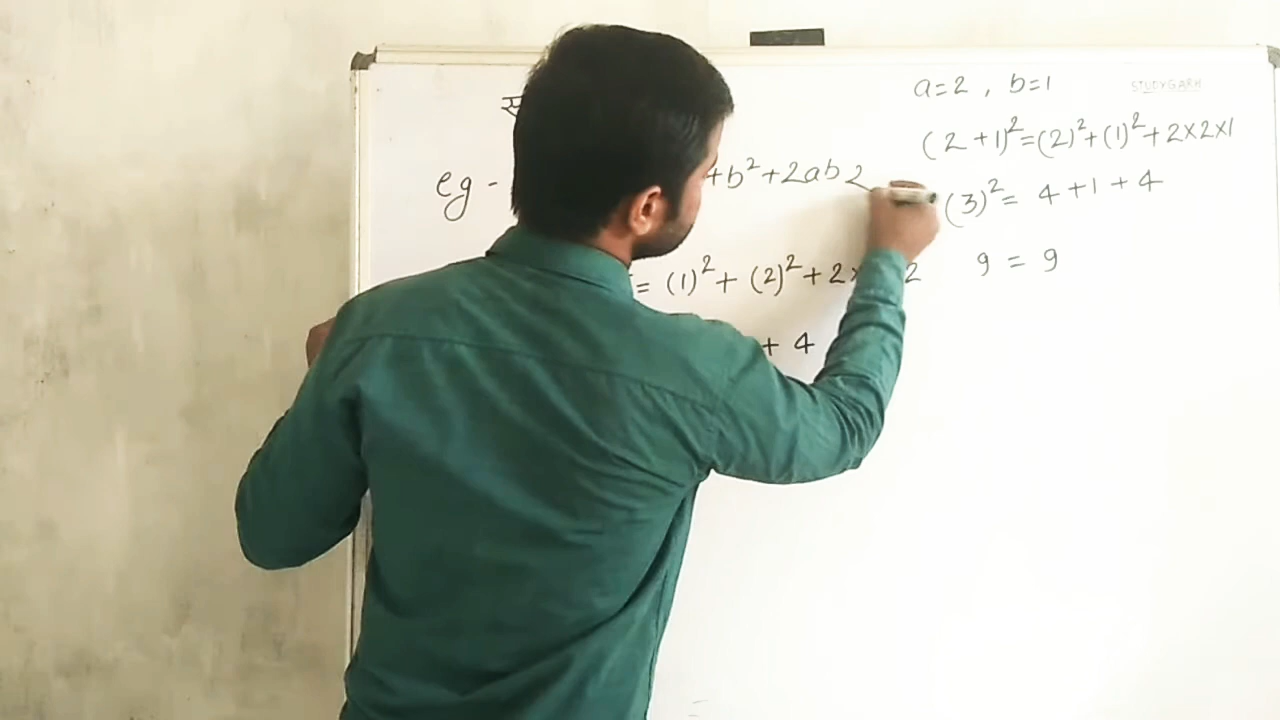 a=2 , b=1
STUDYGARH
(2+1)²=(2)²+(1)²+2×2×1
eg - +b²+2ab
(3)²= 4+1+4
= (1)²+ (2)²+2× 2
9 = 9
+ 4